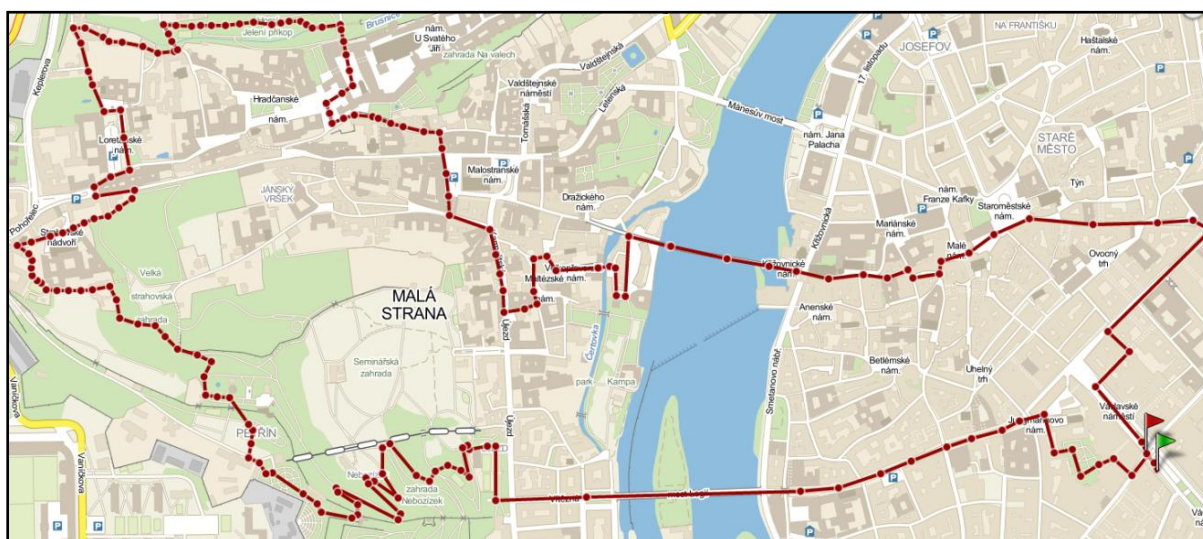 Jelení příkop
Brusnice
nám.
U Svatého
Jiří
zahrada Na valech
Keplerova
Hradčanské
nám.
Loretánské
nám.
Pohořelec
JÁNSKÝ
VRŠEK
nádvoří
Velká
strahovská
zahrada
MALÁ
STRANA
Seminářská
zahrada
PETŘÍN
zahrada
Nebozízek
Vaníčkova
Vaníčkova
Valdštejnské
náměstí
Valdštejnská
Letenská
Tomášská
Malostranské
nám.
Dražického
nám.
Maltézské
nám.
nám.
Újezd
Újezd
Čertovka
park Kampa
Vítězná
most Legií
Mánesův most
17. listopadu
JOSEFOV
NA FRANTIŠKU
Haštalské
nám.
nám. Jana
Palacha
STARÉ
MĚSTO
Týn
nám.
Franze Kafky
Staroměstské
nám.
Mariánské
nám.
Malé
nám.
Ovocný
trh
Křižovnická
Křižovnické
nám.
Anenské
nám.
Betlémské
nám.
Uhelný
trh
Smetanovo nábř.
Jungmannovo
nám.
Václavské
náměstí